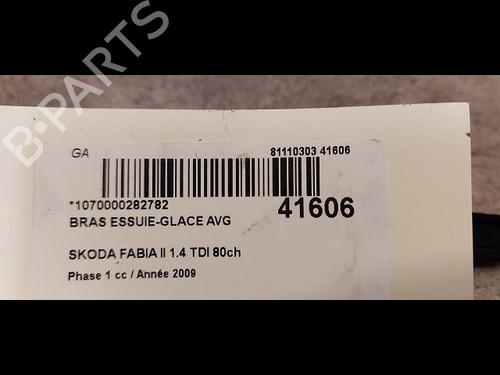 B-PARTS
GA
81110303 41606
*1070000282782
41606
BRAS ESSUIE-GLACE AVG
SKODA FABIA II 1.4 TDI 80ch
Phase 1 cc / Année 2009